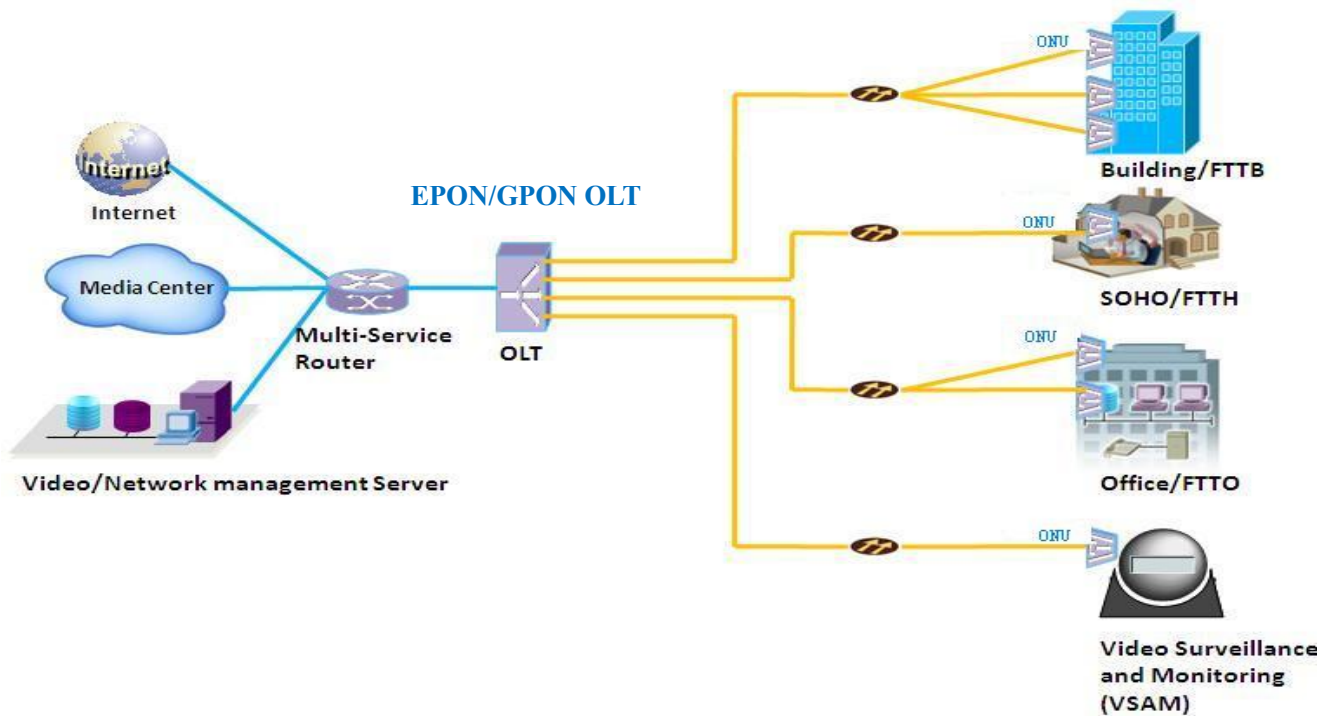 ONU
Building/FTTB
Internet
Internet
EPON/GPON OLT
ONU
Media Center
SOHO/FTTH
Multi-Service
Router
OLT
ONU
Video/Network management Server
Office/FTTO
ONU
Video Surveillance
and Monitoring
(VSAM)